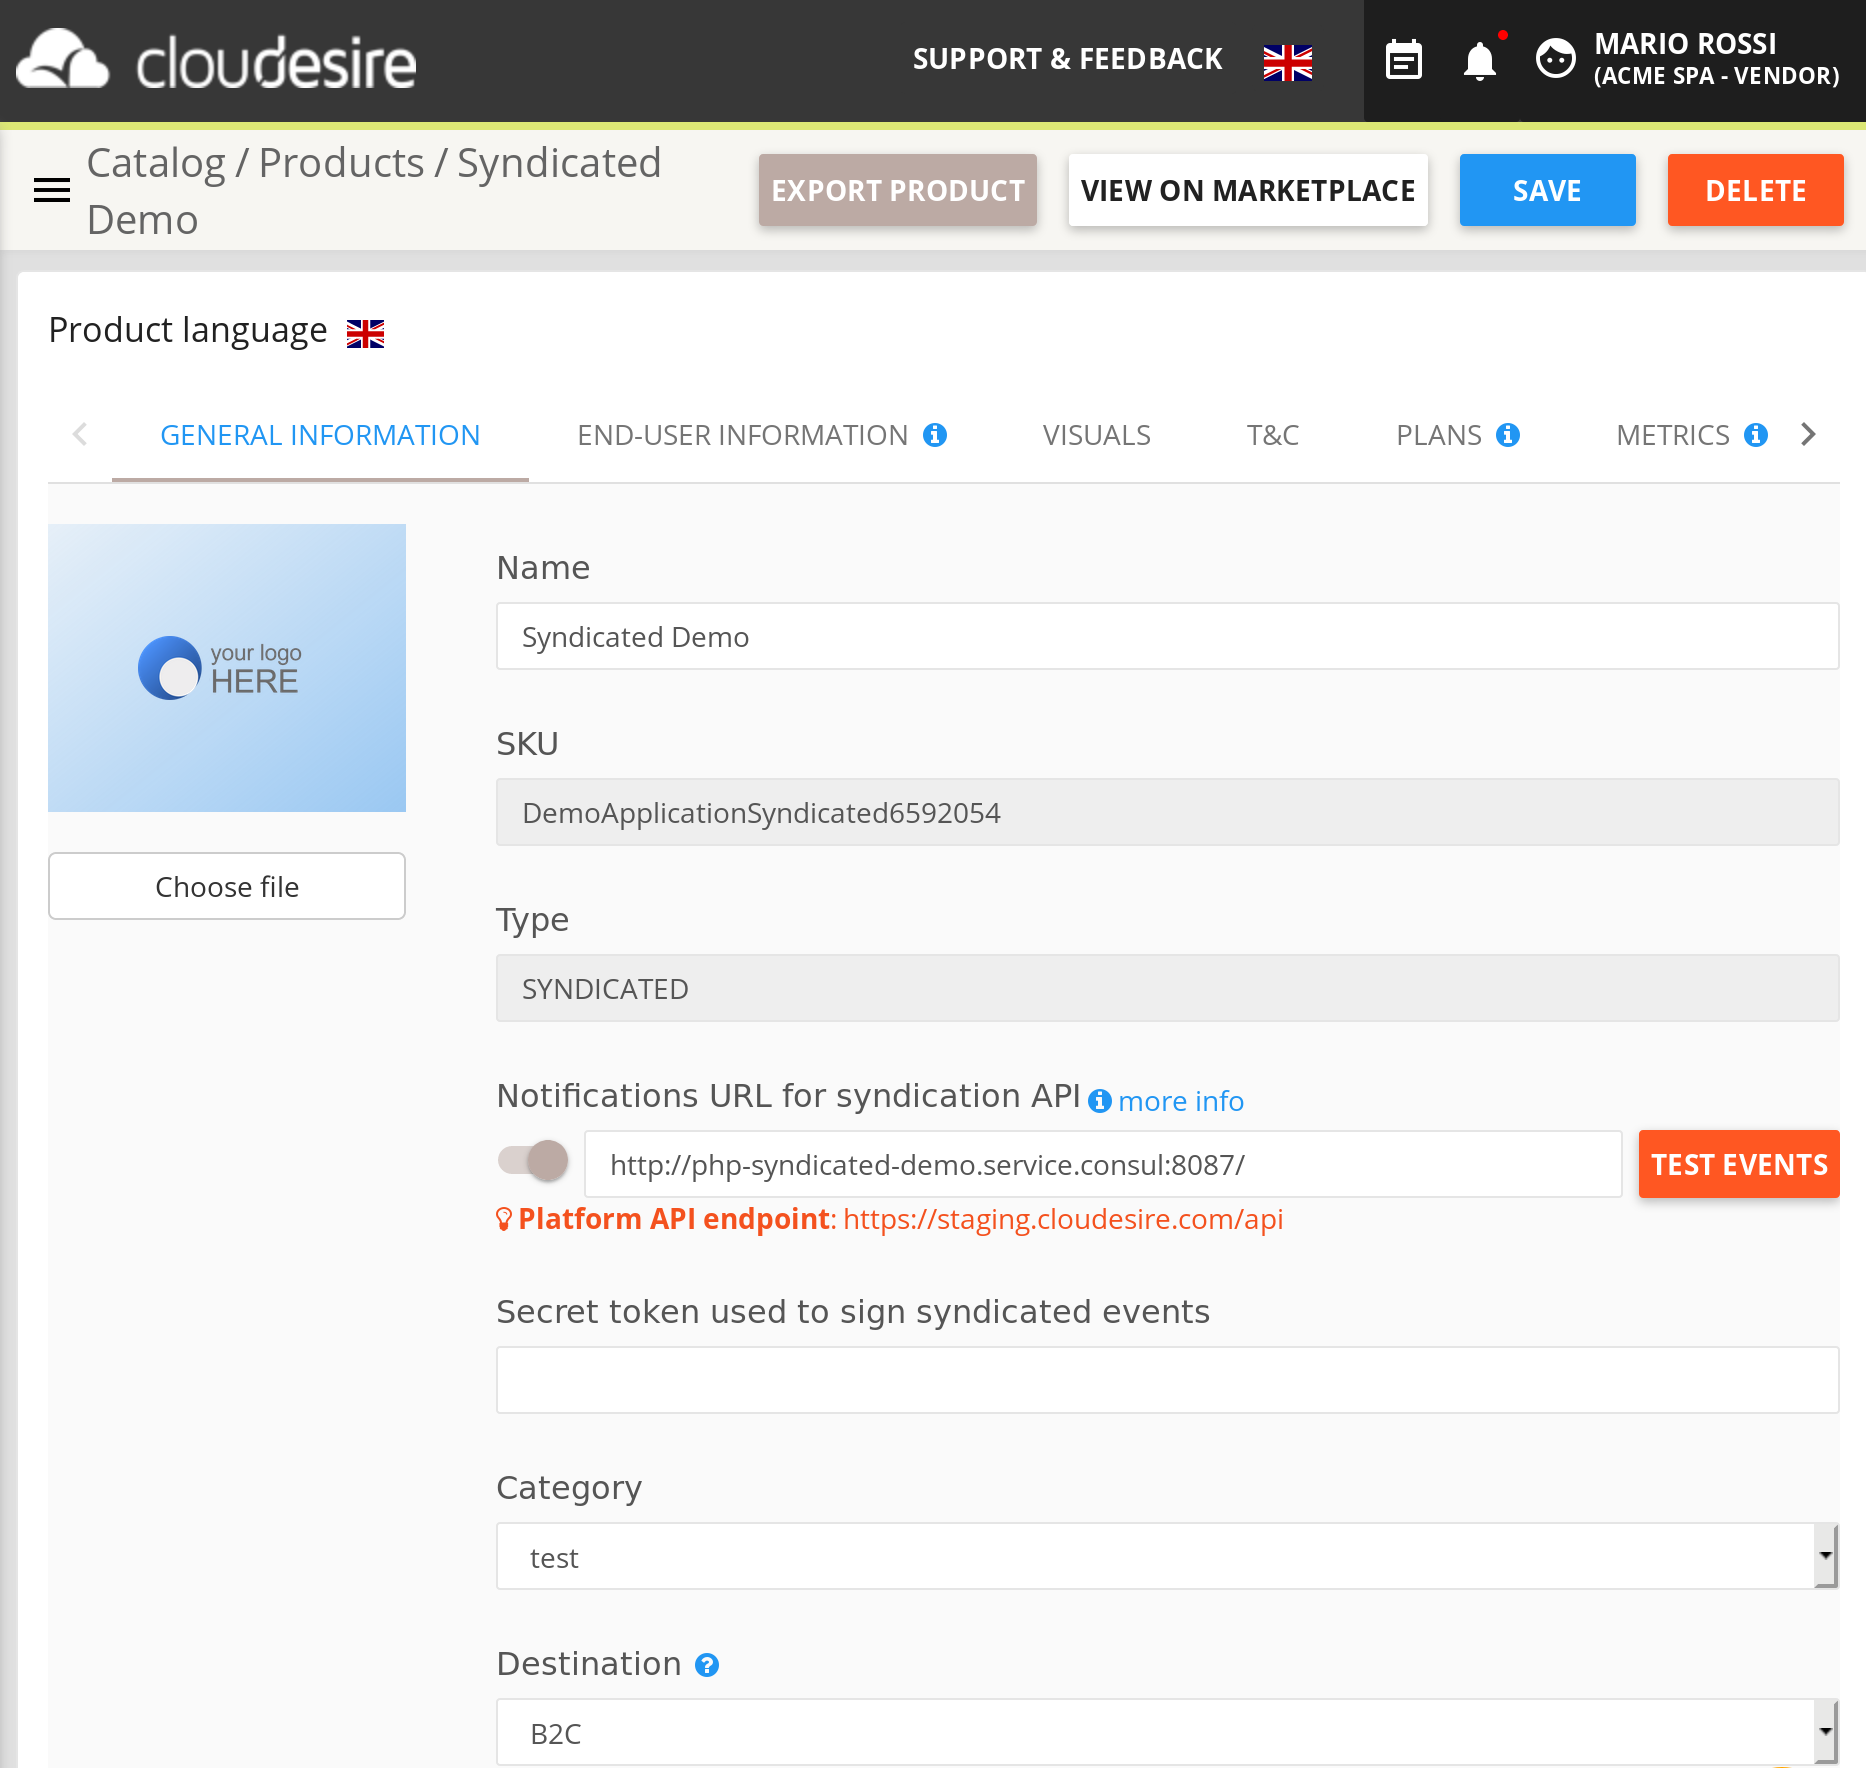 cloudesire
SUPPORT & FEEDBACK
MARIO ROSSI
(ACME SPA - VENDOR)
Catalog / Products / Syndicated
Demo
EXPORT PRODUCT
VIEW ON MARKETPLACE
SAVE
DELETE
Product language
GENERAL INFORMATION
END-USER INFORMATION
VISUALS
T&C
PLANS
METRICS
your logo
HERE
Choose file
Name
Syndicated Demo
SKU
DemoApplicationSyndicated6592054
Type
SYNDICATED
Notifications URL for syndication API more info
http://php-syndicated-demo.service.consul:8087/
TEST EVENTS
Platform API endpoint: https://staging.cloudesire.com/api
Secret token used to sign syndicated events
Category
test
Destination
B2C